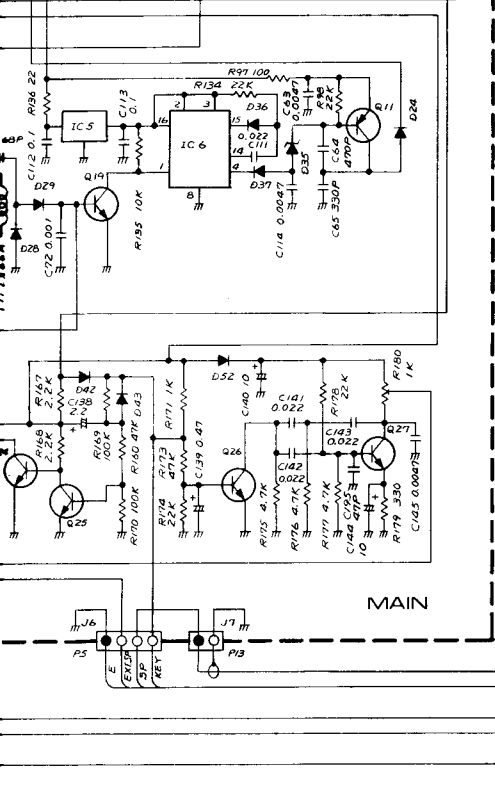 R97 100
R136 22
C113 0.1
R134 22K
2
3
C63 0.0047
R98 22K
Q11
D24
IC5
16
IC6
15
D36
0.022
C111
14
4
D37
D35
C64 470P
C112 0.1
68P
1
8
D29
Q19
R135 10K
C114 0.0047
C65 330P
D28
C72 0.001
R180 1K
D52
R167 2.2K
D42
C138 2.2
D43
R171 1K
C140 10
C141 0.022
R178 22K
R168 2.2K
R169 100K
R160 47K
R173 47K
C139 0.47
Q26
C143 0.022
Q27
C142 0.022
Q25
R170 100K
R174 22K
R175 4.7K
R176 4.7K
R177 4.7K
C195 47P
C144 10
R179 330
C145 0.0047
MAIN
J6
J7
P5
P13
E
EXTSP
SP
KEY